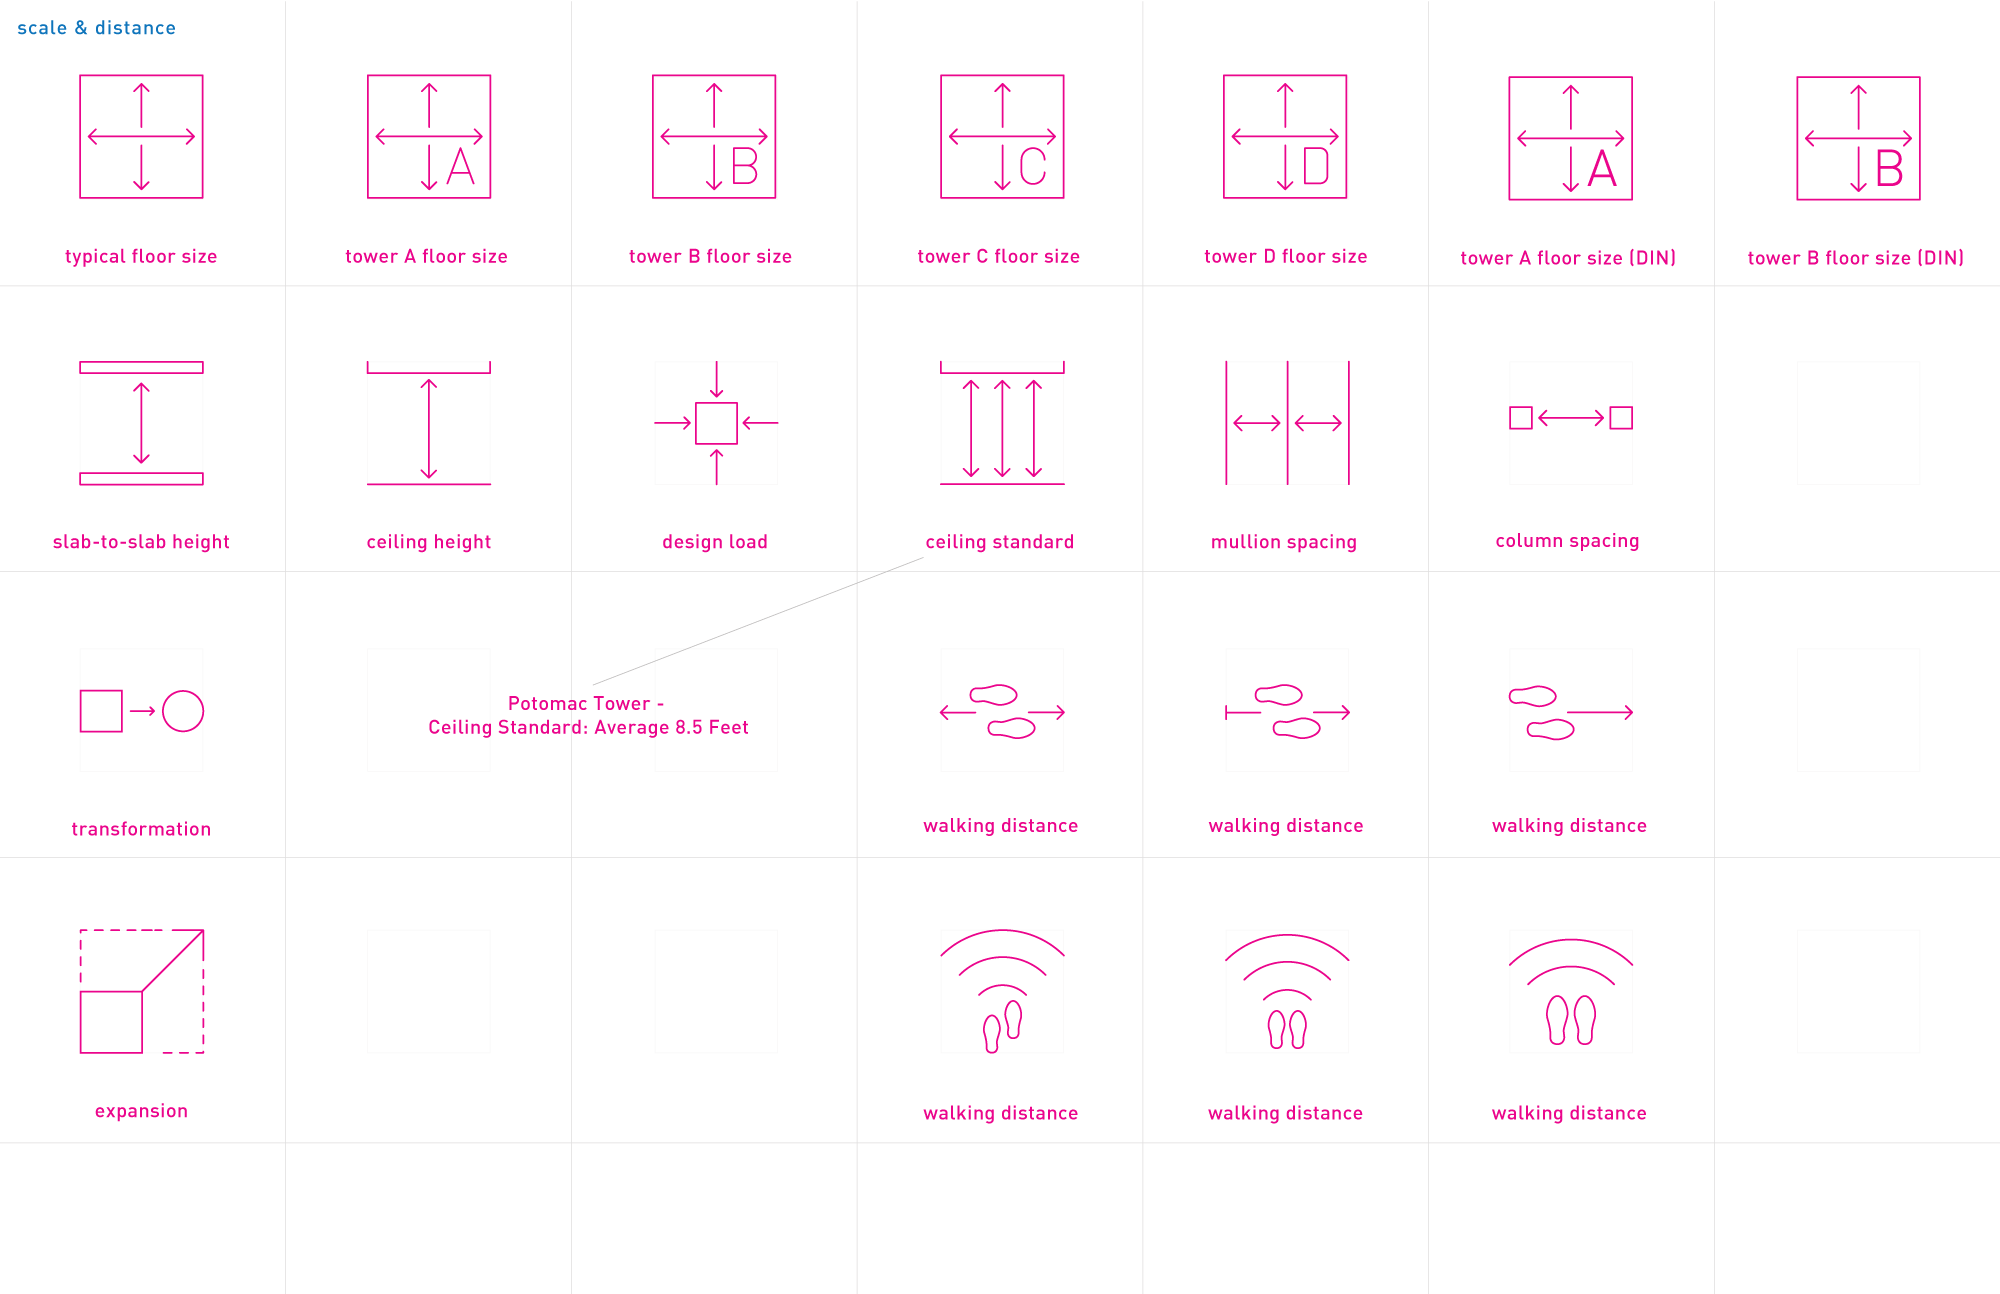 scale & distance
A
B
C
D
A
B
typical floor size
tower A floor size
tower B floor size
tower C floor size
tower D floor size
tower A floor size (DIN)
tower B floor size (DIN)
slab-to-slab height
ceiling height
design load
ceiling standard
mullion spacing
column spacing
Potomac Tower -
Ceiling Standard: Average 8.5 Feet
transformation
walking distance
walking distance
walking distance
expansion
walking distance
walking distance
walking distance